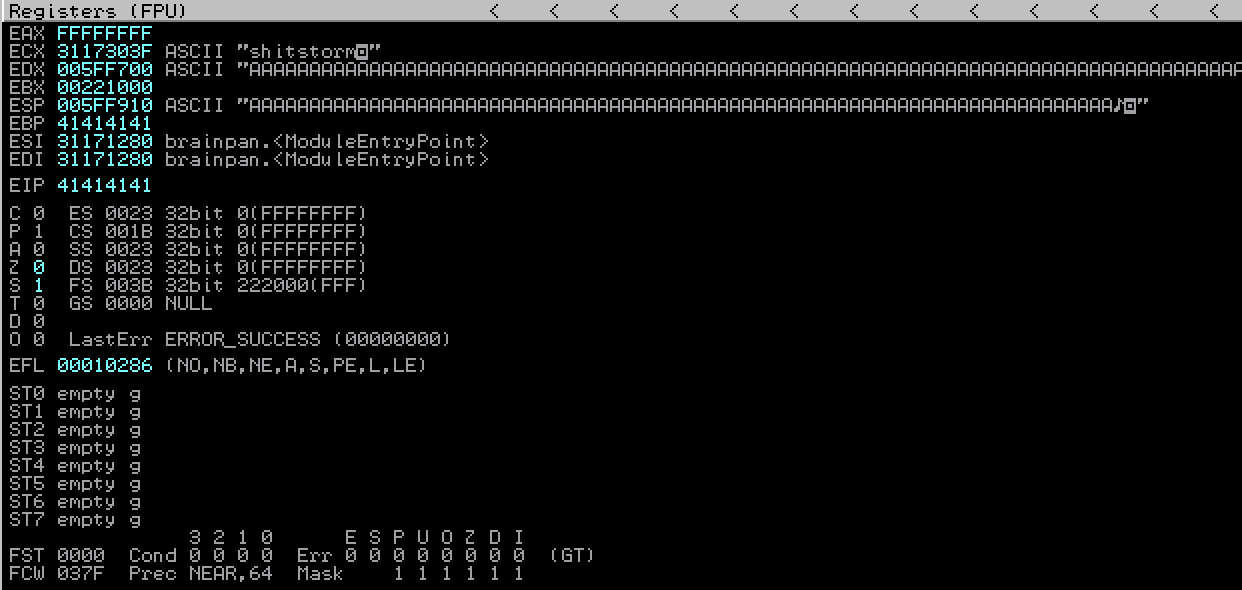 Registers (FPU) < < < < < < < < < < < < <
EAX FFFFFFFF
ECX 3117303F ASCII "shitstorm◘"
EDX 005FF700 ASCII "AAAAAAAAAAAAAAAAAAAAAAAAAAAAAAAAAAAAAAAAAAAAAAAAAAAAAAAAAAAAAAAAAAAAAAAAAAAAAAAAAAA
EBX 00221000
ESP 005FF910 ASCII "AAAAAAAAAAAAAAAAAAAAAAAAAAAAAAAAAAAAAAAAAAAAAAAAAAAAAAAAAAAAAAAAAAAAAAAA♪◘"
EBP 41414141
ESI 31171280 brainpan.<ModuleEntryPoint>
EDI 31171280 brainpan.<ModuleEntryPoint>
EIP 41414141
C 0 ES 0023 32bit 0(FFFFFFFF)
P 1 CS 001B 32bit 0(FFFFFFFF)
A 0 SS 0023 32bit 0(FFFFFFFF)
Z 0 DS 0023 32bit 0(FFFFFFFF)
S 1 FS 003B 32bit 222000(FFF)
T 0 GS 0000 NULL
D 0
O 0 LastErr ERROR_SUCCESS (00000000)
EFL 00010286 (NO,NB,NE,A,S,PE,L,LE)
ST0 empty g
ST1 empty g
ST2 empty g
ST3 empty g
ST4 empty g
ST5 empty g
ST6 empty g
ST7 empty g
3 2 1 0 E S P U O Z D I
FST 0000 Cond 0 0 0 0 Err 0 0 0 0 0 0 0 0 (GT)
FCW 037F Prec NEAR,64 Mask 1 1 1 1 1 1